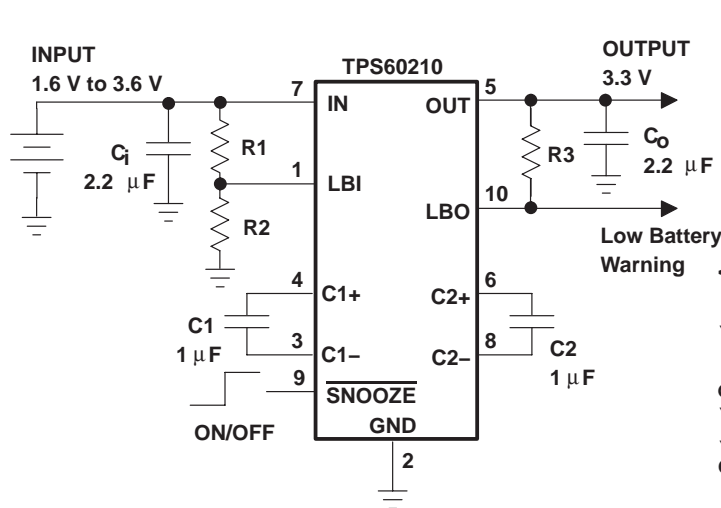 INPUT
1.6 V to 3.6 V
OUTPUT
3.3 V
TPS60210
7
IN
OUT
5
Ci
2.2 μF
R1
R2
1
LBI
R3
Co
2.2 μF
10
LBO
Low Battery
Warning
4
C1+
C1
1 μF
3
C1−
C2+
6
C2−
8
C2
1 μF
9
SNOOZE
ON/OFF
GND
2